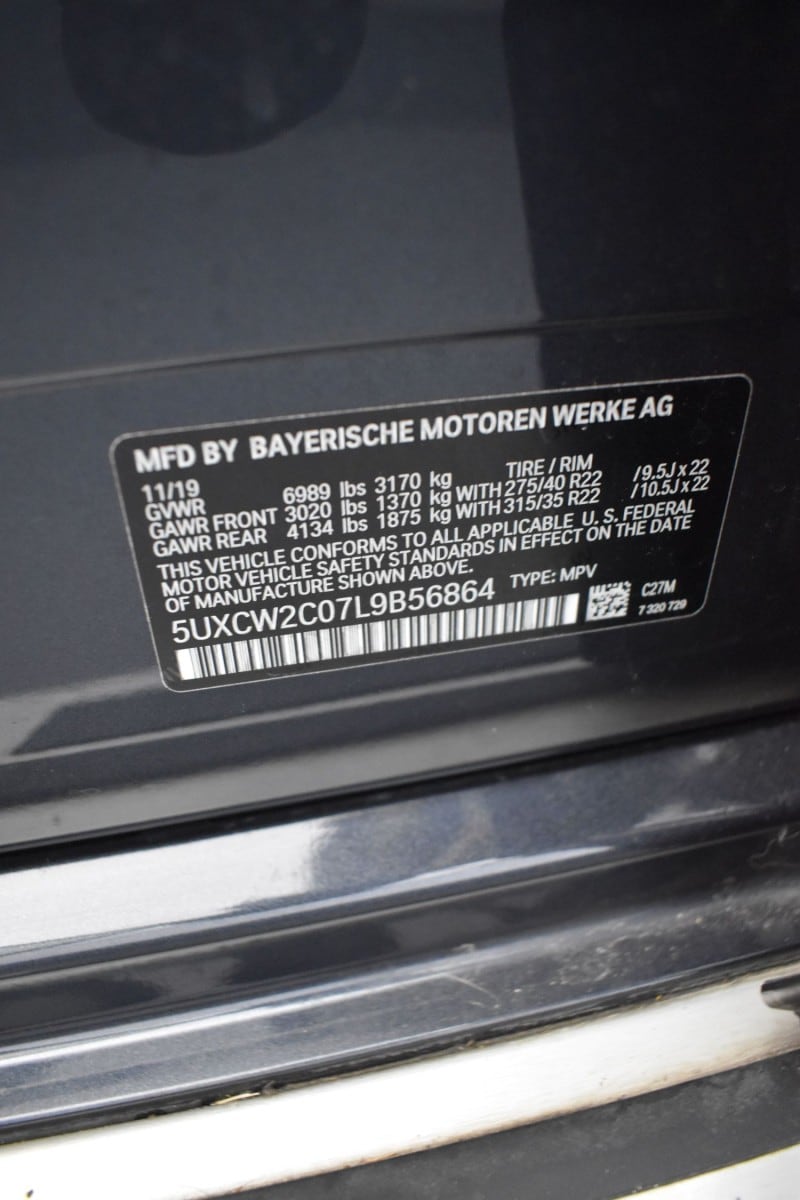 MFD BY BAYERISCHE MOTOREN WERKE AG
11/19 TIRE / RIM
GVWR 6989 lbs 3170 kg
GAWR FRONT 3020 lbs 1370 kg WITH 275/40 R22 /9.5J x 22
GAWR REAR 4134 lbs 1875 kg WITH 315/35 R22 /10.5J x 22
THIS VEHICLE CONFORMS TO ALL APPLICABLE U. S. FEDERAL
MOTOR VEHICLE SAFETY STANDARDS IN EFFECT ON THE DATE
OF MANUFACTURE SHOWN ABOVE.
5UXCW2C07L9B56864 TYPE: MPV
C27M
7 320 729